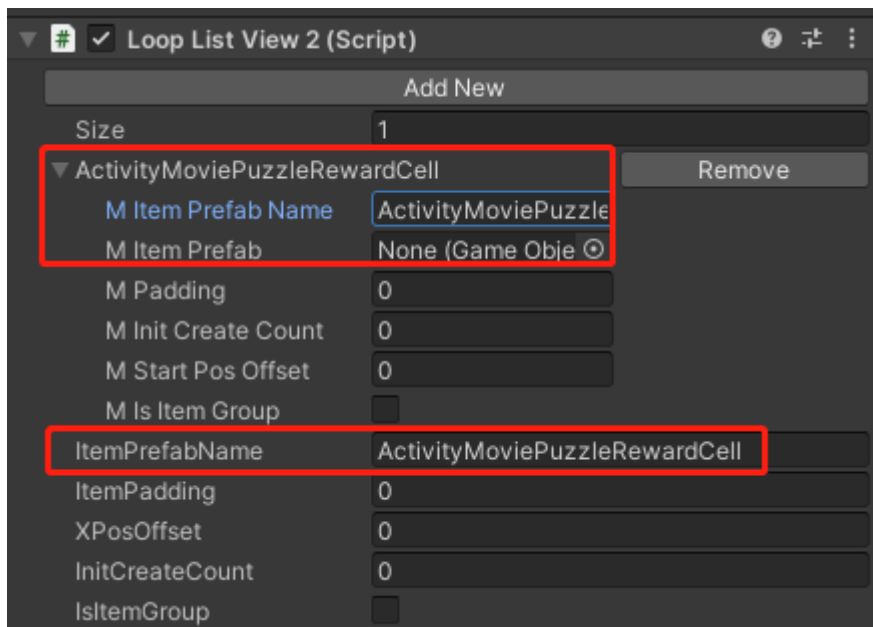 # Loop List View 2 (Script)
Add New
Size 1
ActivityMoviePuzzleRewardCell Remove
M Item Prefab Name ActivityMoviePuzzle
M Item Prefab None (Game Obje
M Padding 0
M Init Create Count 0
M Start Pos Offset 0
M Is Item Group
ItemPrefabName ActivityMoviePuzzleRewardCell
ItemPadding 0
XPosOffset 0
InitCreateCount 0
IsItemGroup